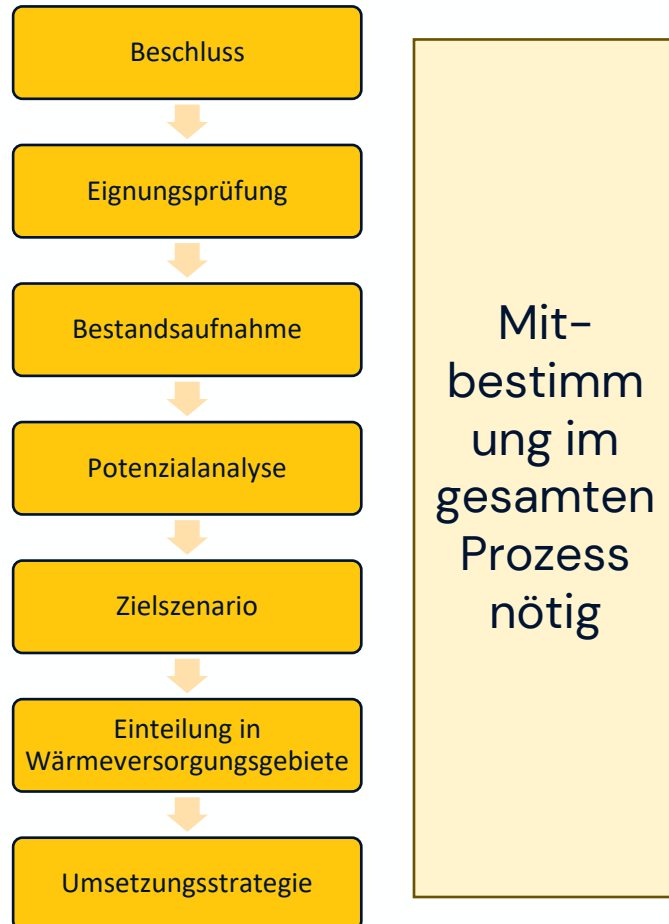 Beschluss
Eignungsprüfung
Bestandsaufnahme
Potenzialanalyse
Zielszenario
Einteilung in
Wärmeversorgungsgebiete
Umsetzungsstrategie
Mit-
bestimm
ung im
gesamten
Prozess
nötig